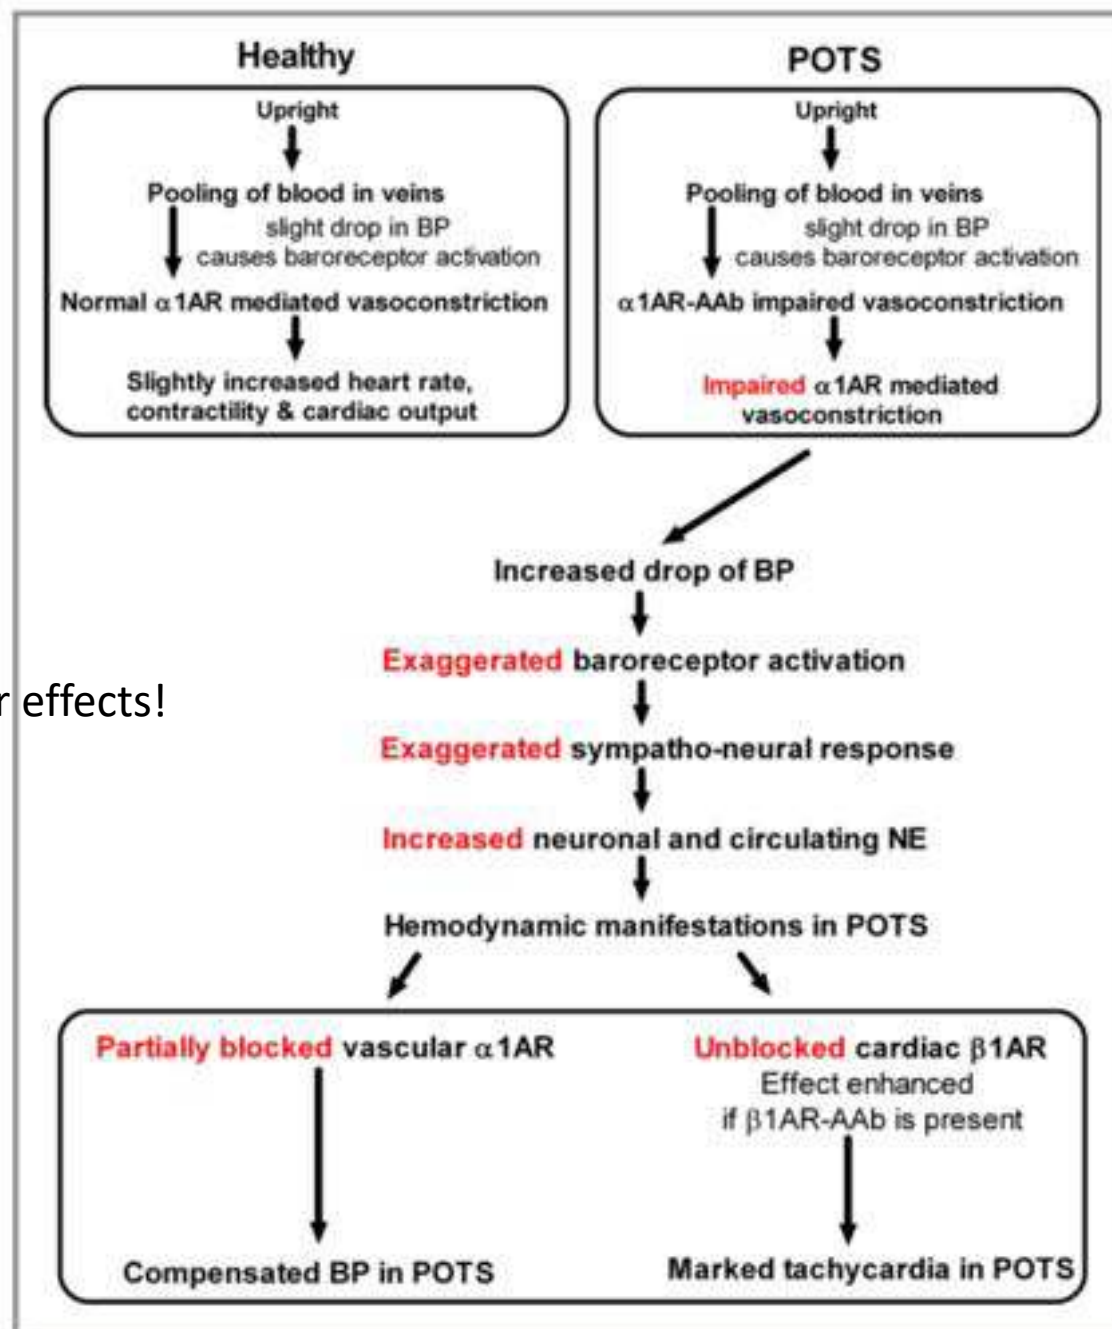 Healthy
Upright
Pooling of blood in veins
slight drop in BP
causes baroreceptor activation
Normal α1AR mediated vasoconstriction
Slightly increased heart rate,
contractility & cardiac output
POTS
Upright
Pooling of blood in veins
slight drop in BP
causes baroreceptor activation
α1AR-AAb impaired vasoconstriction
Impaired α1AR mediated
vasoconstriction
Increased drop of BP
Exaggerated baroreceptor activation
r effects!
Exaggerated sympatho-neural response
Increased neuronal and circulating NE
Hemodynamic manifestations in POTS
Partially blocked vascular α1AR
Compensated BP in POTS
Unblocked cardiac β1AR
Effect enhanced
if β1AR-AAb is present
Marked tachycardia in POTS